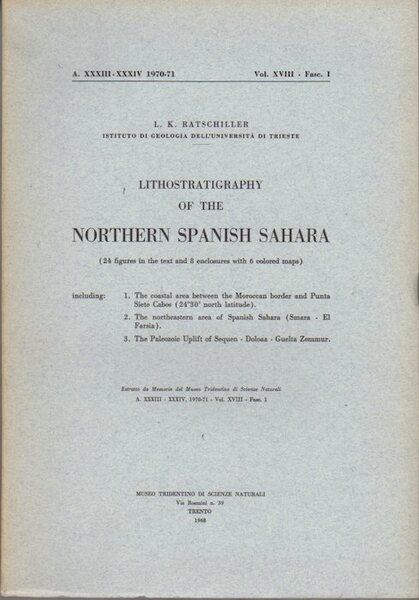 A. XXXIII-XXXIV 1970-71 Vol. XVIII - Fasc. I
L. K. RATSCHILLER
ISTITUTO DI GEOLOGIA DELL'UNIVERSITÀ DI TRIESTE
LITHOSTRATIGRAPHY
OF THE
NORTHERN SPANISH SAHARA
(24 figures in the text and 8 enclosures with 6 colored maps)
including: 1. The coastal area between the Moroccan border and Punta
Siete Cabos (24°30' north latitude).
2. The northeastern area of Spanish Sahara (Smara - El
Farsia).
3. The Paleozoic Uplift of Sequen - Doloaa - Guelta Zemmur.
Estratto da Memorie del Museo Tridentino di Scienze Naturali
A. XXXIII - XXXIV, 1970-71 - Vol. XVIII - Fasc. 1
MUSEO TRIDENTINO DI SCIENZE NATURALI
Via Rosmini n. 39
TRENTO
1968